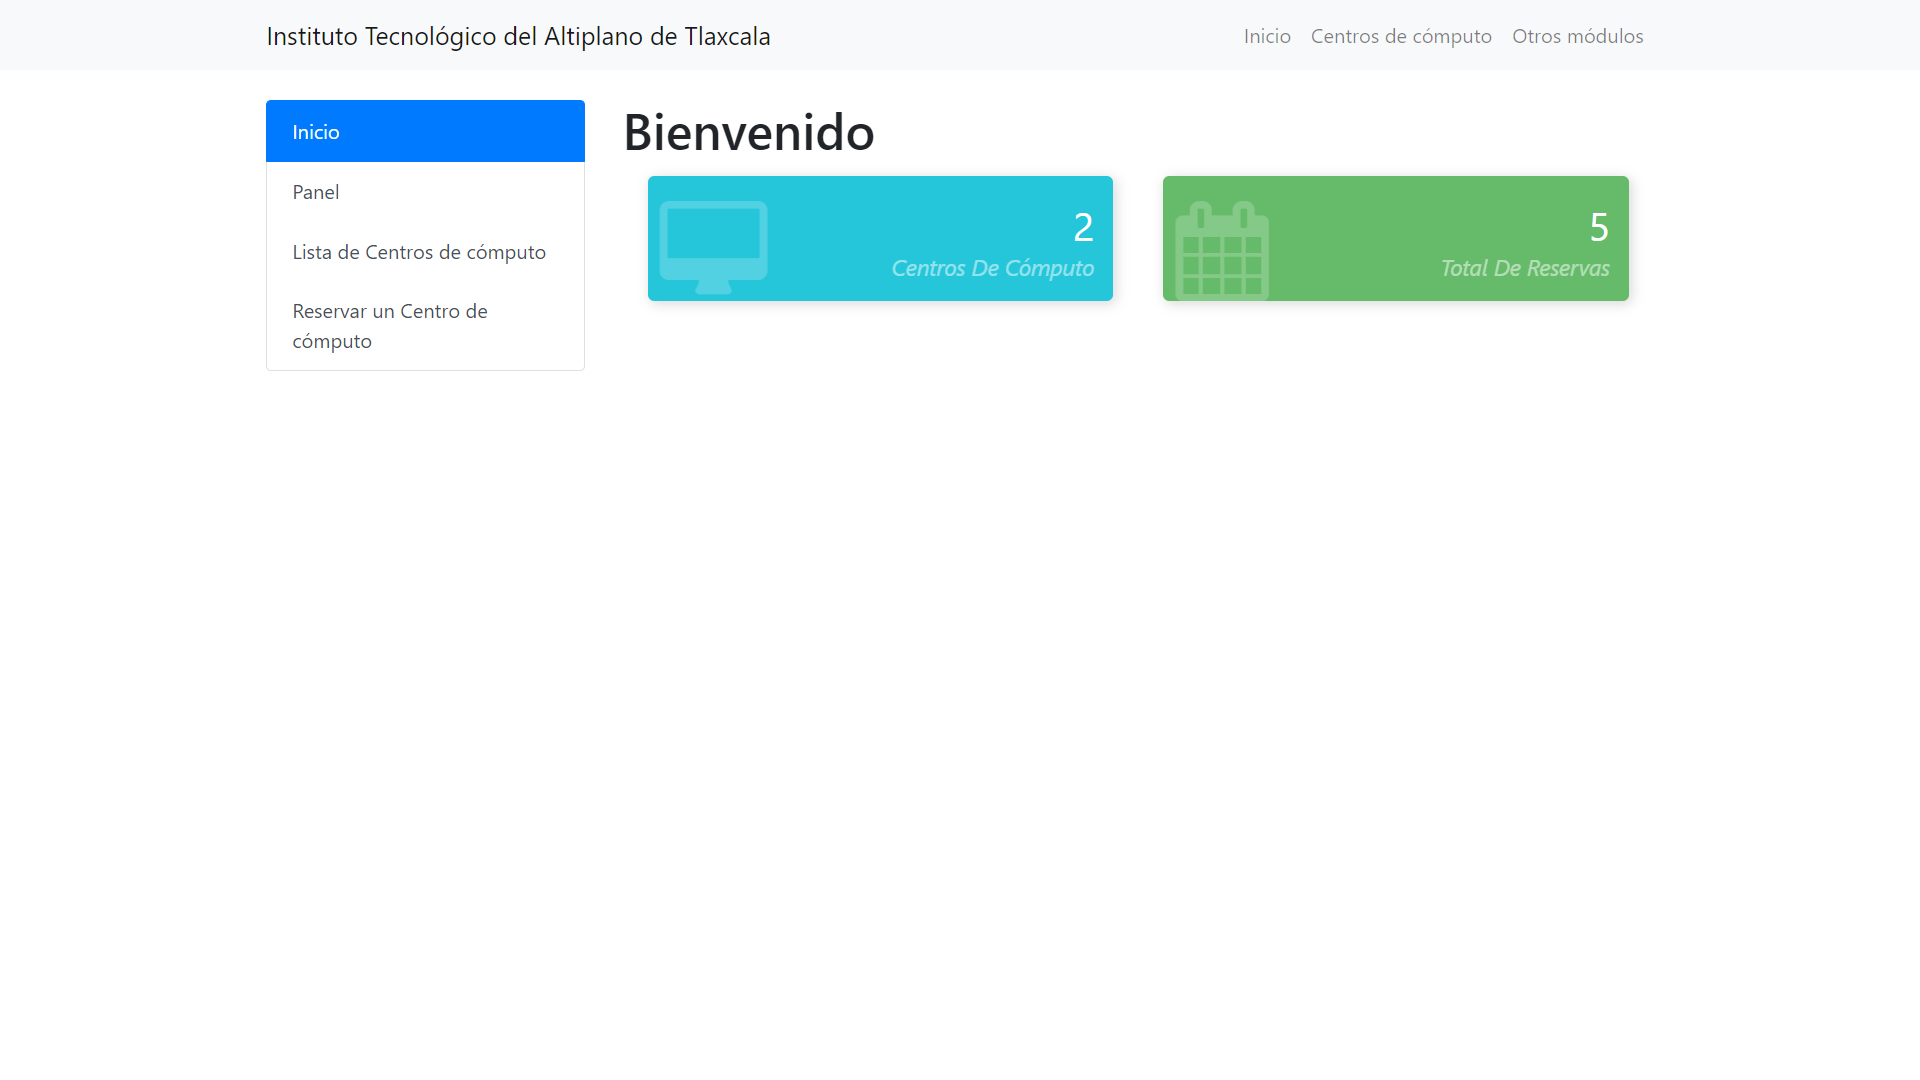 Instituto Tecnológico del Altiplano de Tlaxcala
Inicio
Centros de cómputo
Otros módulos
Inicio
Panel
Lista de Centros de cómputo
Reservar un Centro de
cómputo
Bienvenido
2
Centros De Cómputo
5
Total De Reservas